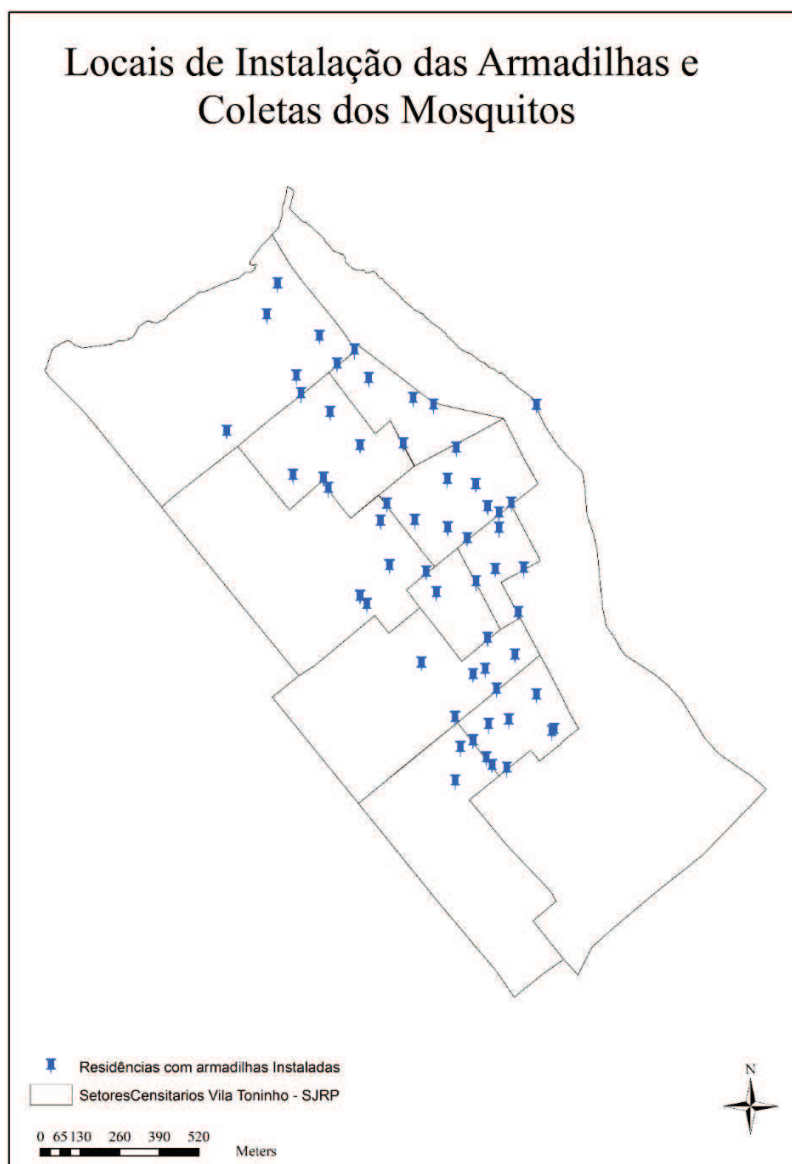 Locais de Instalação das Armadilhas e
Coletas dos Mosquitos
Residências com armadilhas Instaladas
SetoresCensitarios Vila Toninho - SJRP
N
0 65 130 260 390 520
Meters